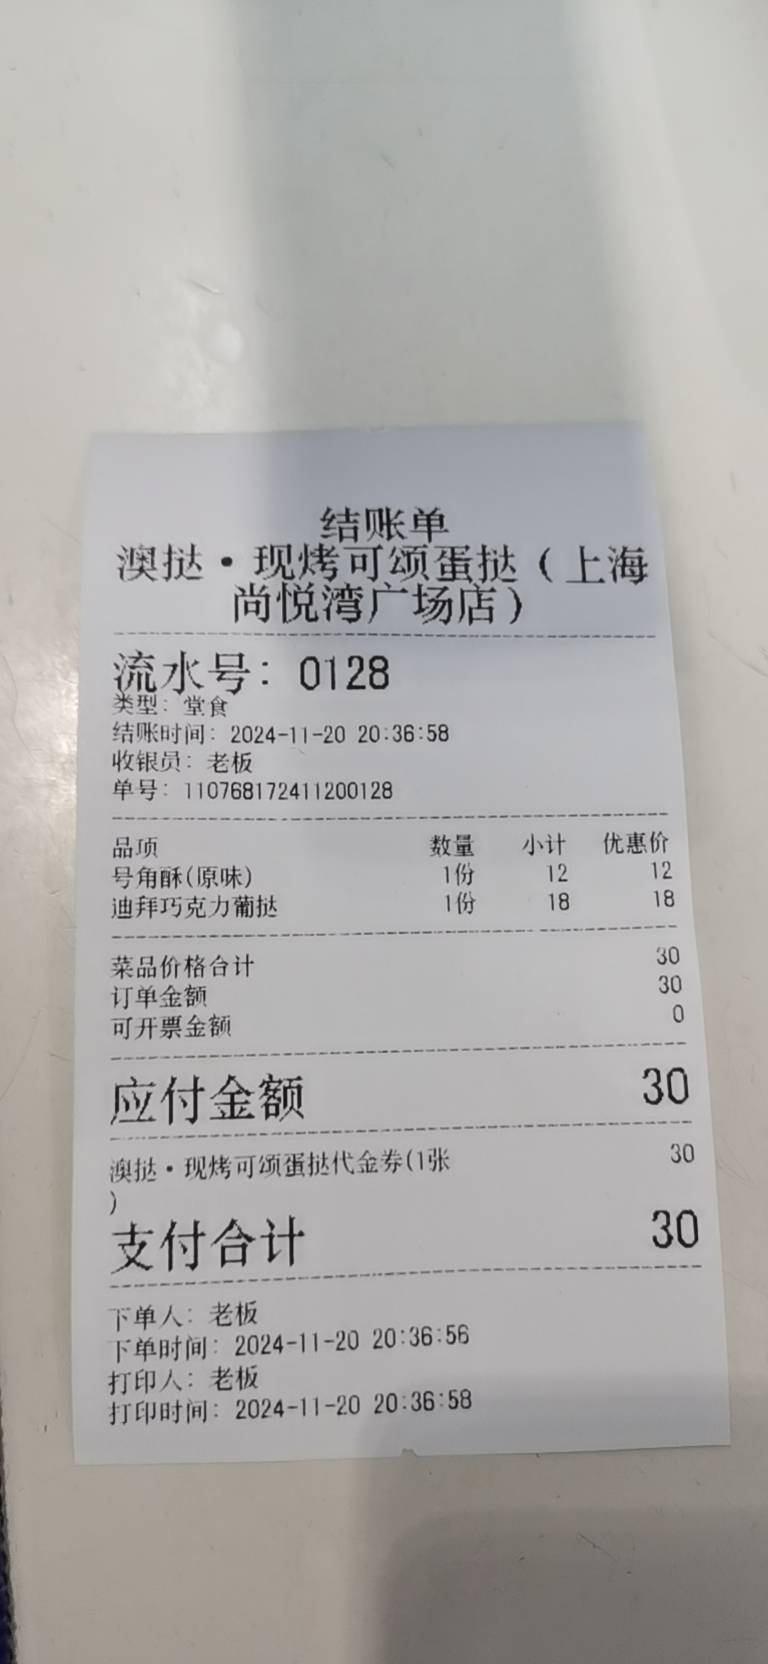 结账单
澳挞·现烤可颂蛋挞（上海
尚悦湾广场店）
流水号：0128
类型：堂食
结账时间：2024-11-20 20:36:58
收银员：老板
单号：110768172411200128
品项 数量 小计 优惠价
号角酥(原味) 1份 12 12
迪拜巧克力葡挞 1份 18 18
菜品价格合计 30
订单金额 30
可开票金额 0
应付金额 30
澳挞·现烤可颂蛋挞代金券(1张 30
)
支付合计 30
下单人：老板
下单时间：2024-11-20 20:36:56
打印人：老板
打印时间：2024-11-20 20:36:58